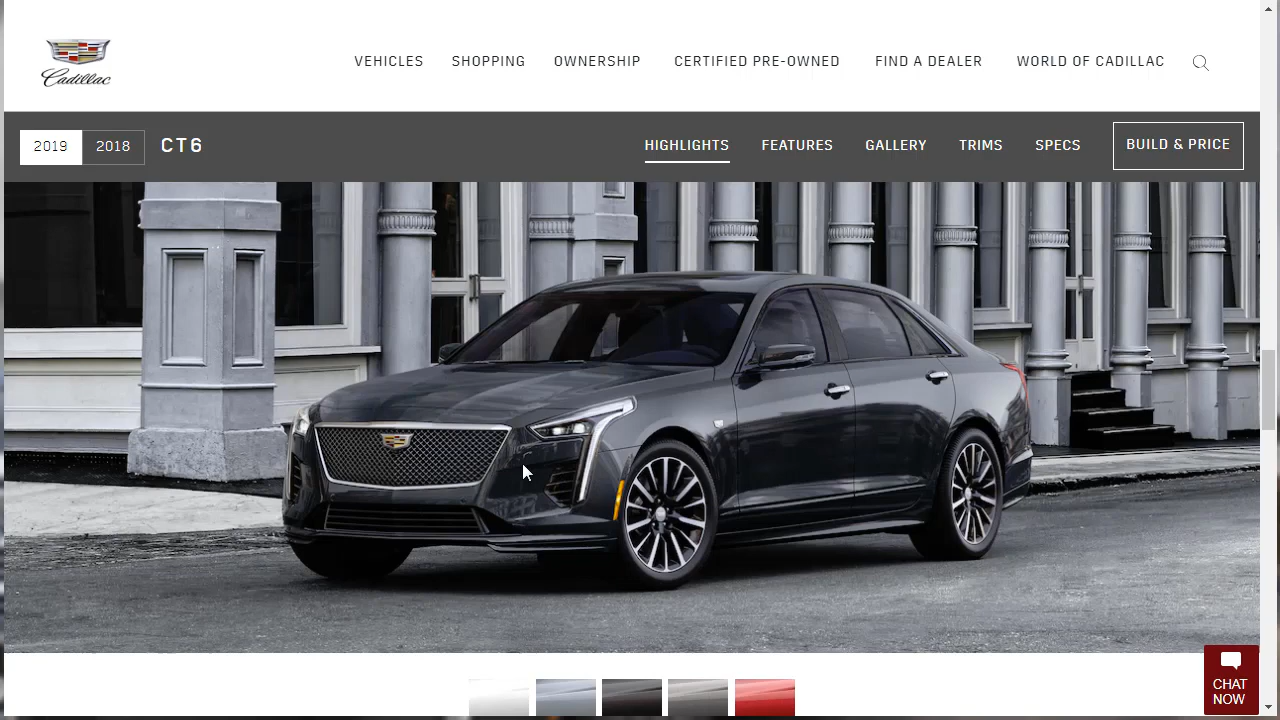 Cadillac
VEHICLES SHOPPING OWNERSHIP CERTIFIED PRE-OWNED FIND A DEALER WORLD OF CADILLAC
2019 2018 CT6 HIGHLIGHTS FEATURES GALLERY TRIMS SPECS BUILD & PRICE
CHAT
NOW